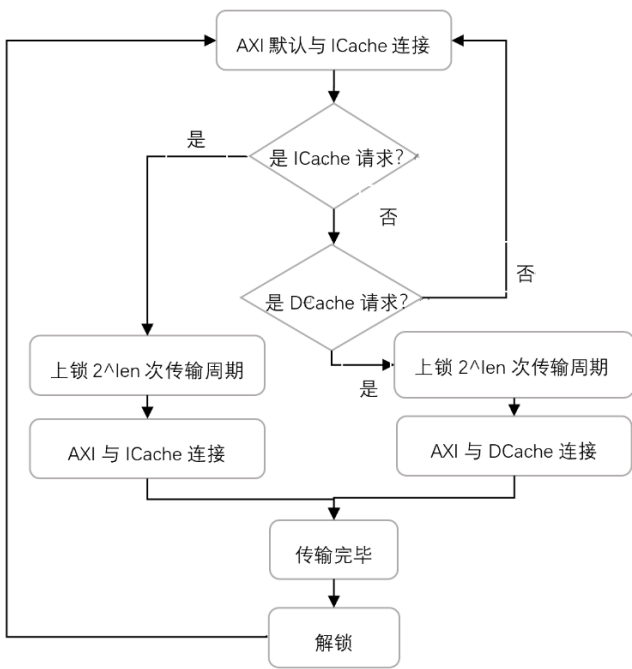 AXI 默认与 ICache 连接
是
是 ICache 请求?
否
是 DCache 请求?
否
上锁 2^len 次传输周期
是
上锁 2^len 次传输周期
AXI 与 ICache 连接
AXI 与 DCache 连接
传输完毕
解锁